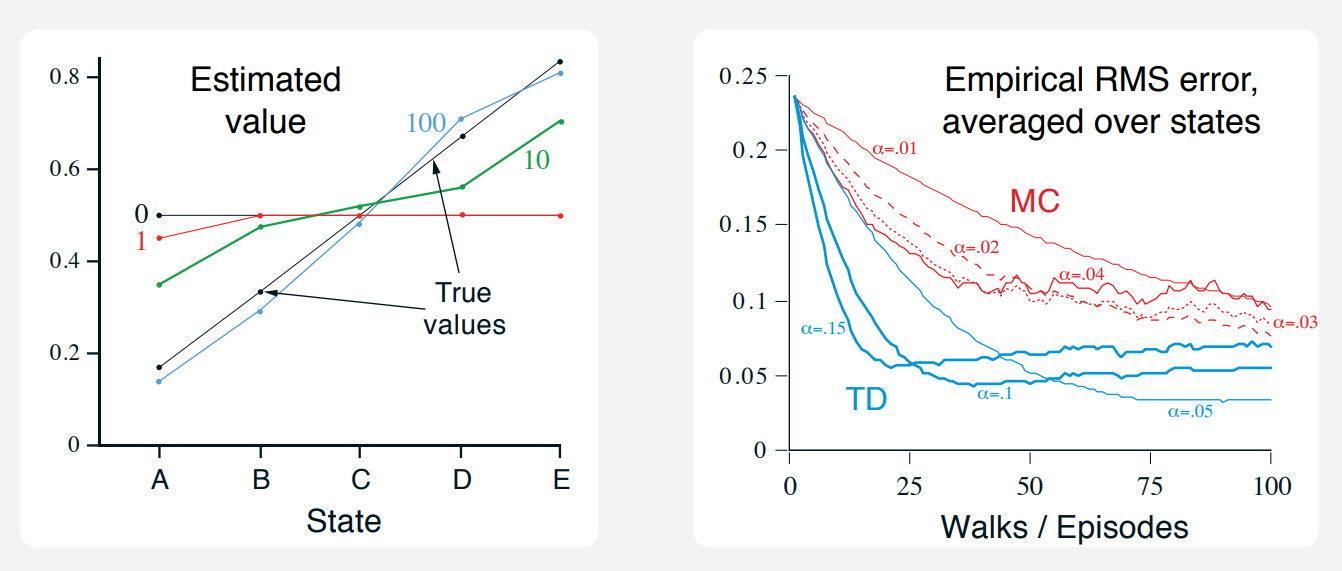 Estimated
value
0.8
0.6
0.4
0.2
0
0
1
100
10
True
values
A B C D E
State
Empirical RMS error,
averaged over states
0.25
0.2
0.15
0.1
0.05
0
α=.01
MC
α=.02
α=.04
α=.03
α=.15
TD
α=.1
α=.05
0 25 50 75 100
Walks / Episodes